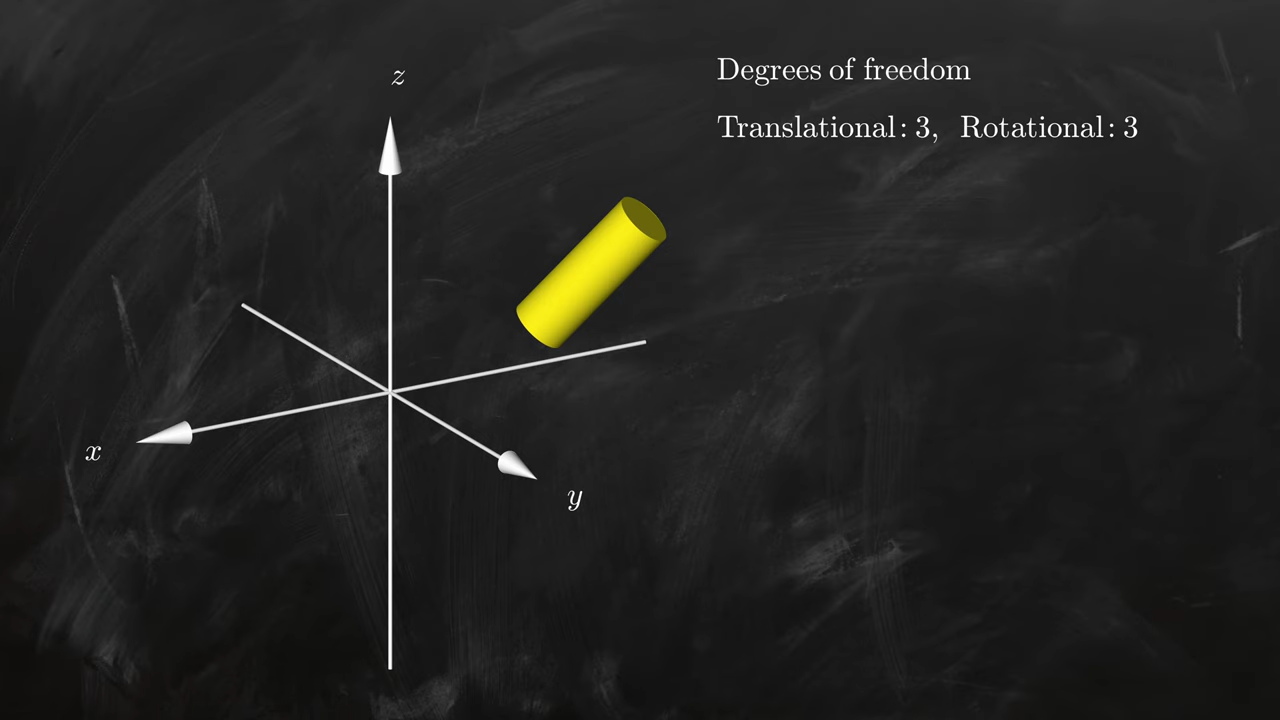 z
Degrees of freedom
Translational: 3, Rotational: 3
x
y